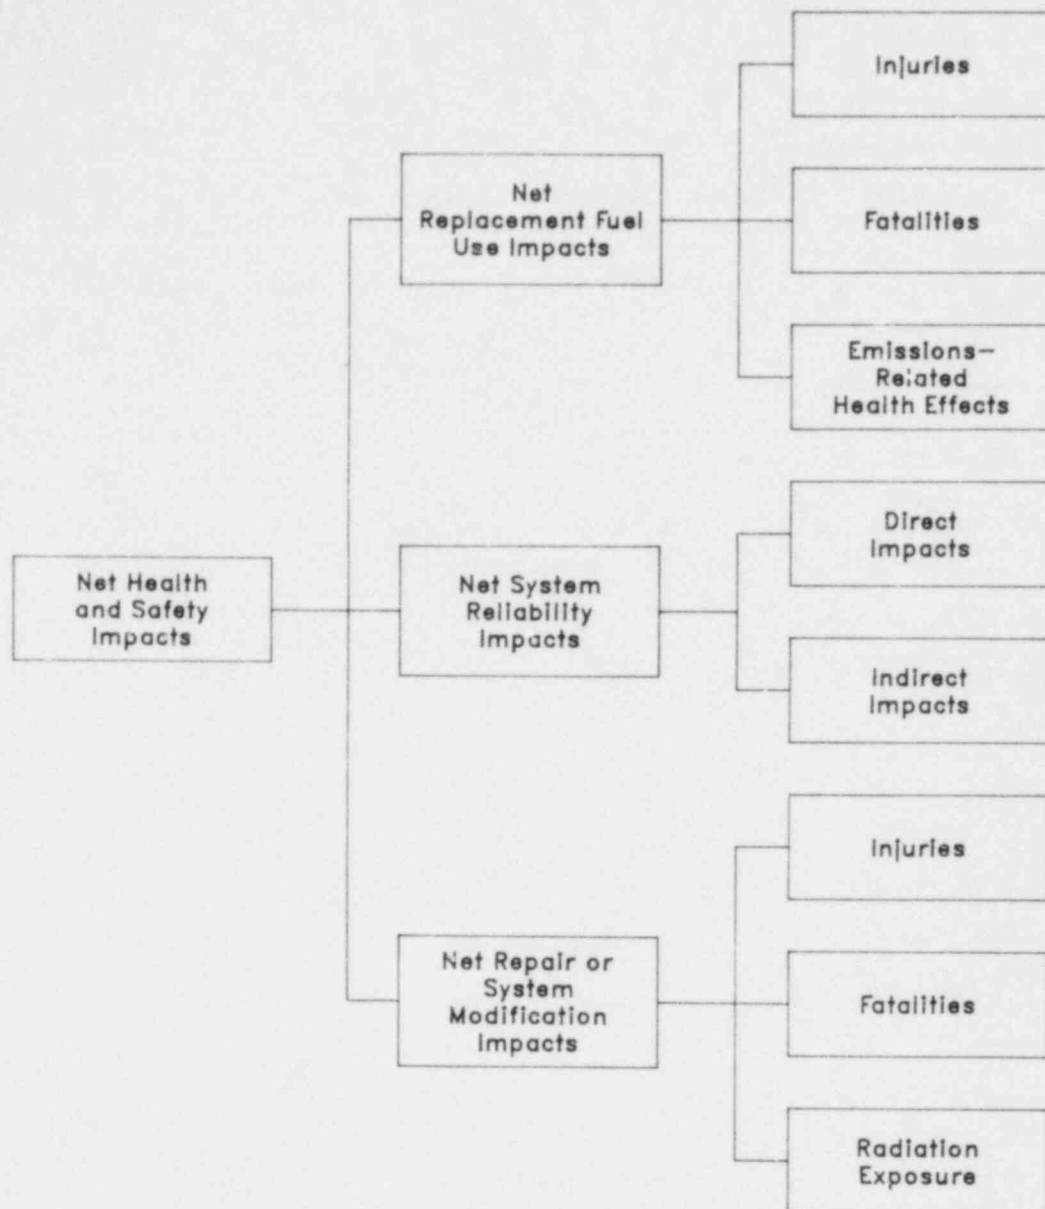 Injuries
Net
Replacement Fuel
Use Impacts
Fatalities
Emissions-
Related
Health Effects
Direct
Impacts
Net Health
and Safety
Impacts
Net System
Reliability
Impacts
Indirect
Impacts
Injuries
Net Repair or
System
Modification
Impacts
Fatalities
Radiation
Exposure